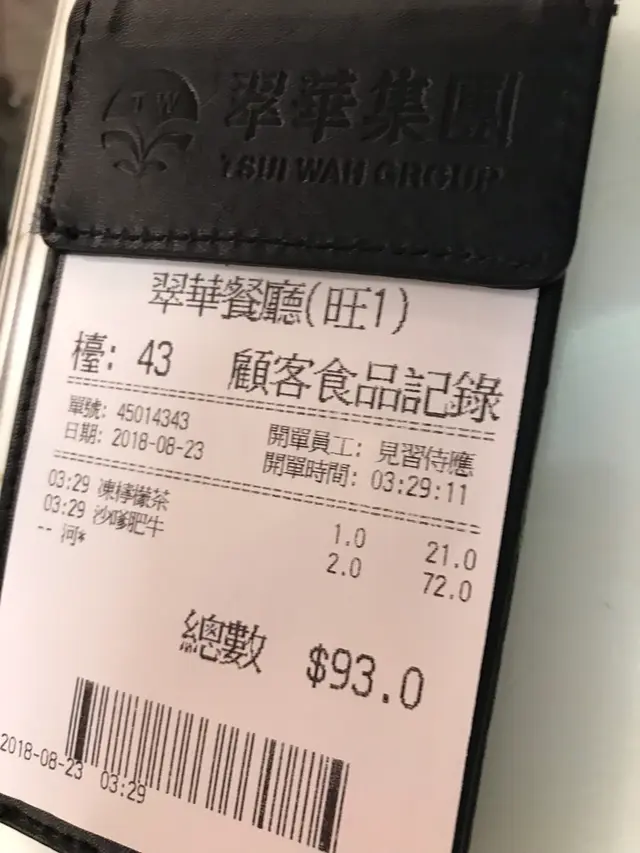 TW
翠華集團
TSUI WAH GROUP
翠華餐廳(旺1)
檯: 43 顧客食品記錄
單號: 45014343 開單員工: 見習侍應
日期: 2018-08-23 開單時間: 03:29:11
03:29 凍檸檬茶 1.0 21.0
03:29 沙嗲肥牛 2.0 72.0
-- 河*
總數 $93.0
2018-08-23 03:29